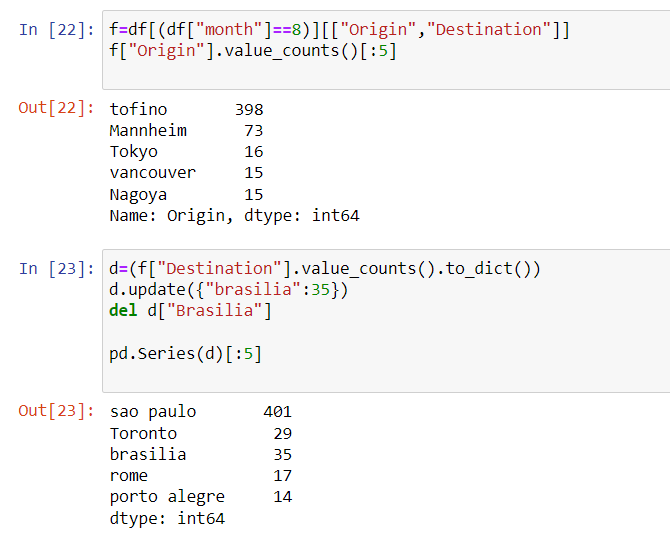 In [22]: f=df[(df["month"]==8)][["Origin","Destination"]]
f["Origin"].value_counts()[:5]
Out[22]: tofino 398
Mannheim 73
Tokyo 16
vancouver 15
Nagoya 15
Name: Origin, dtype: int64
In [23]: d=(f["Destination"].value_counts().to_dict())
d.update({"brasilia":35})
del d["Brasilia"]
pd.Series(d)[:5]
Out[23]: sao paulo 401
Toronto 29
brasilia 35
rome 17
porto alegre 14
dtype: int64